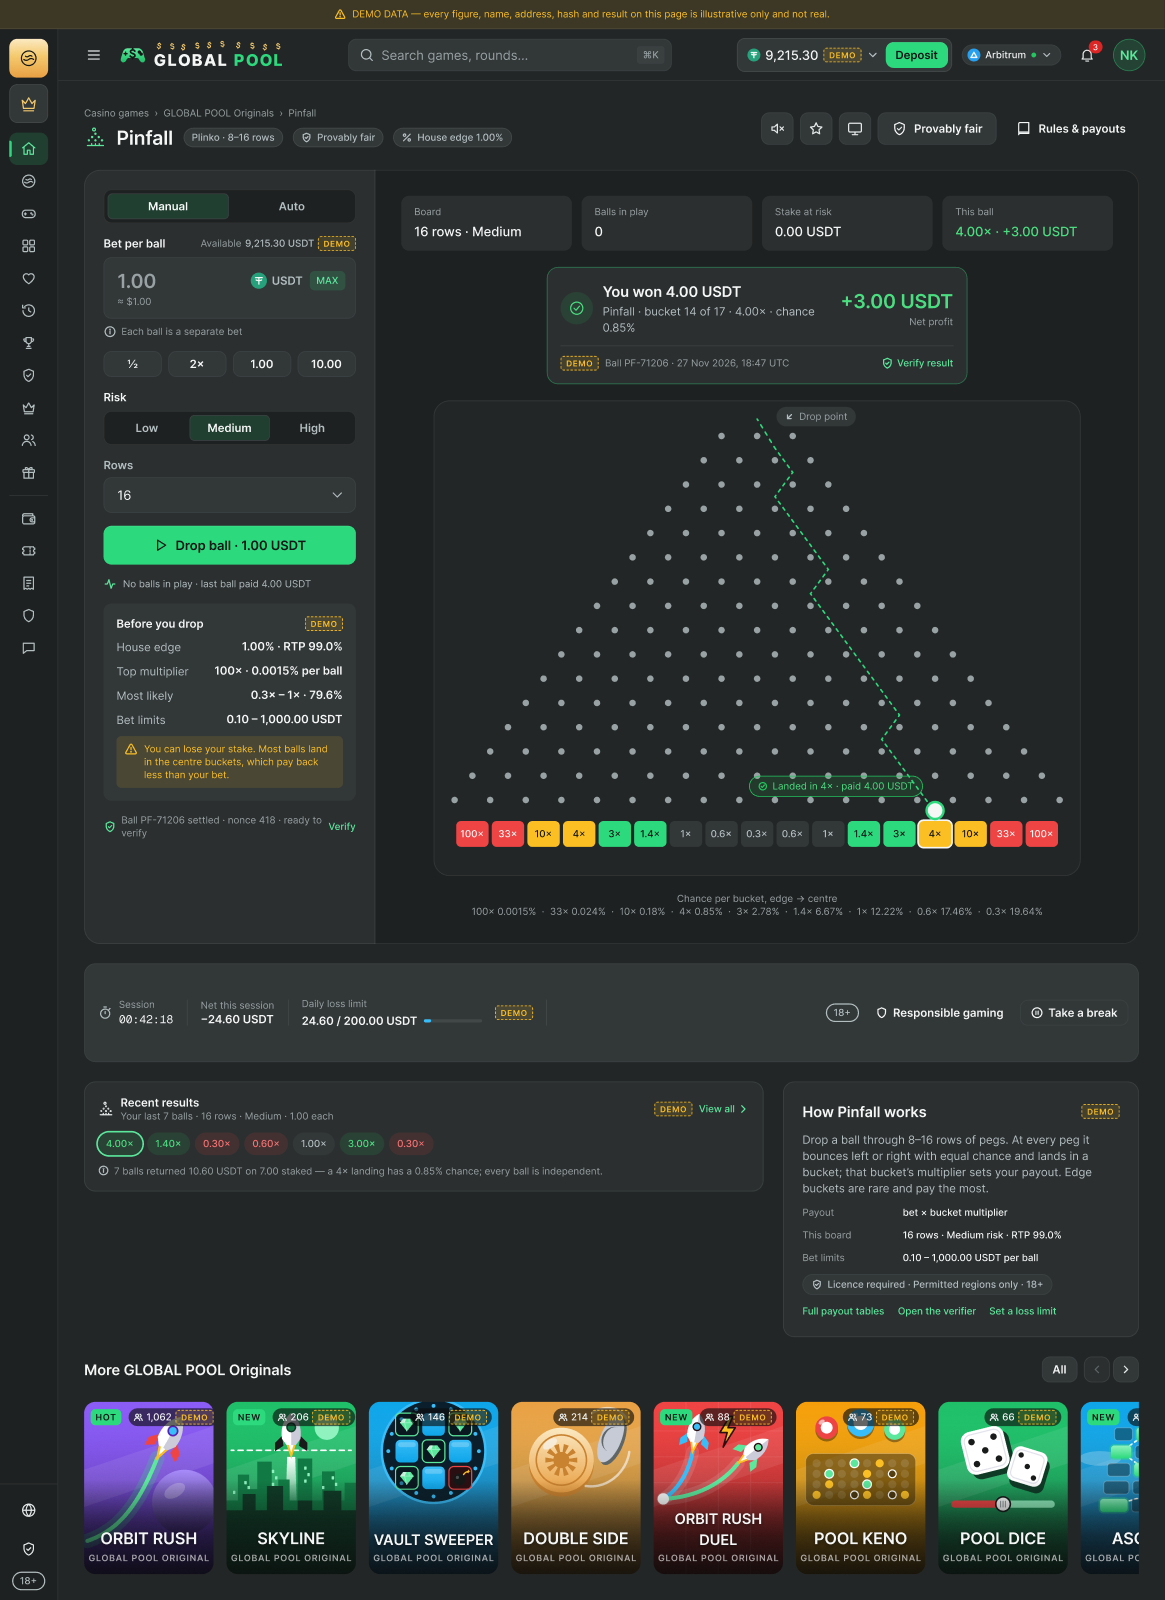 DEMO DATA — every figure, name, address, hash and result on this page is illustrative only and not real.
GLOBAL POOL
Search games, rounds...
⌘K
9,215.30 DEMO
Deposit
Arbitrum
3
NK
Casino games › GLOBAL POOL Originals › Pinfall
Pinfall
Plinko · 8–16 rows
Provably fair
House edge 1.00%
Provably fair
Rules & payouts
Manual
Auto
Bet per ball
Available 9,215.30 USDT DEMO
1.00
USDT
MAX
≈ $1.00
Each ball is a separate bet
½
2×
1.00
10.00
Risk
Low
Medium
High
Rows
16
Drop ball · 1.00 USDT
No balls in play · last ball paid 4.00 USDT
Before you drop
DEMO
House edge
1.00% · RTP 99.0%
Top multiplier
100× · 0.0015% per ball
Most likely
0.3× – 1× · 79.6%
Bet limits
0.10 – 1,000.00 USDT
You can lose your stake. Most balls land
in the centre buckets, which pay back
less than your bet.
Ball PF-71206 settled · nonce 418 · ready to
verify
Verify
Board
16 rows · Medium
Balls in play
0
Stake at risk
0.00 USDT
This ball
4.00× · +3.00 USDT
You won 4.00 USDT
Pinfall · bucket 14 of 17 · 4.00× · chance
0.85%
+3.00 USDT
Net profit
DEMO
Ball PF-71206 · 27 Nov 2026, 18:47 UTC
Verify result
Drop point
Landed in 4× · paid 4.00 USDT
100× 33× 10× 4× 3× 1.4× 1× 0.6× 0.3× 0.6× 1× 1.4× 3× 4× 10× 33× 100×
Chance per bucket, edge → centre
100× 0.0015% · 33× 0.024% · 10× 0.18% · 4× 0.85% · 3× 2.78% · 1.4× 6.67% · 1× 12.22% · 0.6× 17.46% · 0.3× 19.64%
Session
00:42:18
Net this session
−24.60 USDT
Daily loss limit
24.60 / 200.00 USDT
DEMO
18+
Responsible gaming
Take a break
Recent results
Your last 7 balls · 16 rows · Medium · 1.00 each
DEMO
View all
4.00×
1.40×
0.30×
0.60×
1.00×
3.00×
0.30×
7 balls returned 10.60 USDT on 7.00 staked — a 4× landing has a 0.85% chance; every ball is independent.
How Pinfall works
DEMO
Drop a ball through 8–16 rows of pegs. At every peg it
bounces left or right with equal chance and lands in a
bucket; that bucket's multiplier sets your payout. Edge
buckets are rare and pay the most.
Payout
bet × bucket multiplier
This board
16 rows · Medium risk · RTP 99.0%
Bet limits
0.10 – 1,000.00 USDT per ball
Licence required · Permitted regions only · 18+
Full payout tables
Open the verifier
Set a loss limit
More GLOBAL POOL Originals
All
HOT
1,062
DEMO
ORBIT RUSH
GLOBAL POOL ORIGINAL
NEW
206
DEMO
SKYLINE
GLOBAL POOL ORIGINAL
146
DEMO
VAULT SWEEPER
GLOBAL POOL ORIGINAL
214
DEMO
DOUBLE SIDE
GLOBAL POOL ORIGINAL
NEW
88
DEMO
ORBIT RUSH
DUEL
GLOBAL POOL ORIGINAL
73
DEMO
POOL KENO
GLOBAL POOL ORIGINAL
66
DEMO
POOL DICE
GLOBAL POOL ORIGINAL
NEW
ASC
GLOBAL PO
18+